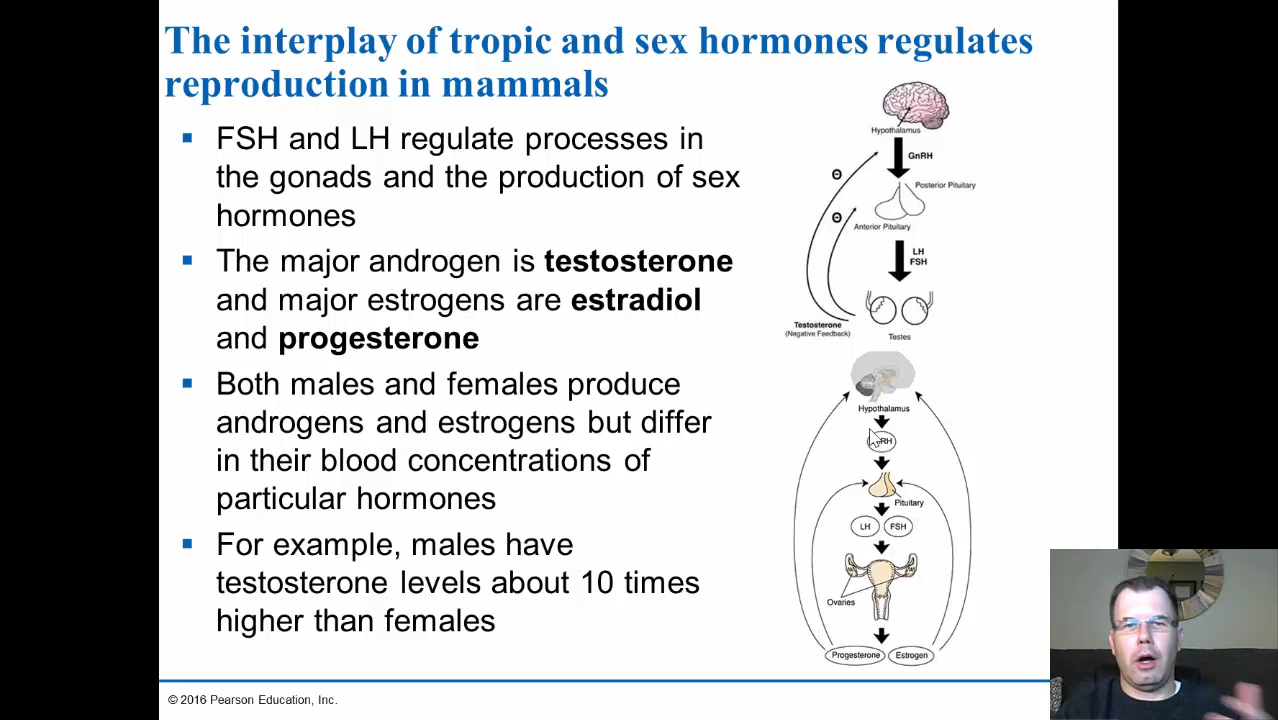 The interplay of tropic and sex hormones regulates
reproduction in mammals
FSH and LH regulate processes in
the gonads and the production of sex
hormones
The major androgen is testosterone
and major estrogens are estradiol
and progesterone
Both males and females produce
androgens and estrogens but differ
in their blood concentrations of
particular hormones
For example, males have
testosterone levels about 10 times
higher than females
Hypothalamus
GnRH
Posterior Pituitary
Θ
Θ
Anterior Pituitary
LH
FSH
Testosterone
(Negative Feedback)
Testes
Hypothalamus
Pituitary
LH
FSH
Ovaries
Progesterone
Estrogen
© 2016 Pearson Education, Inc.